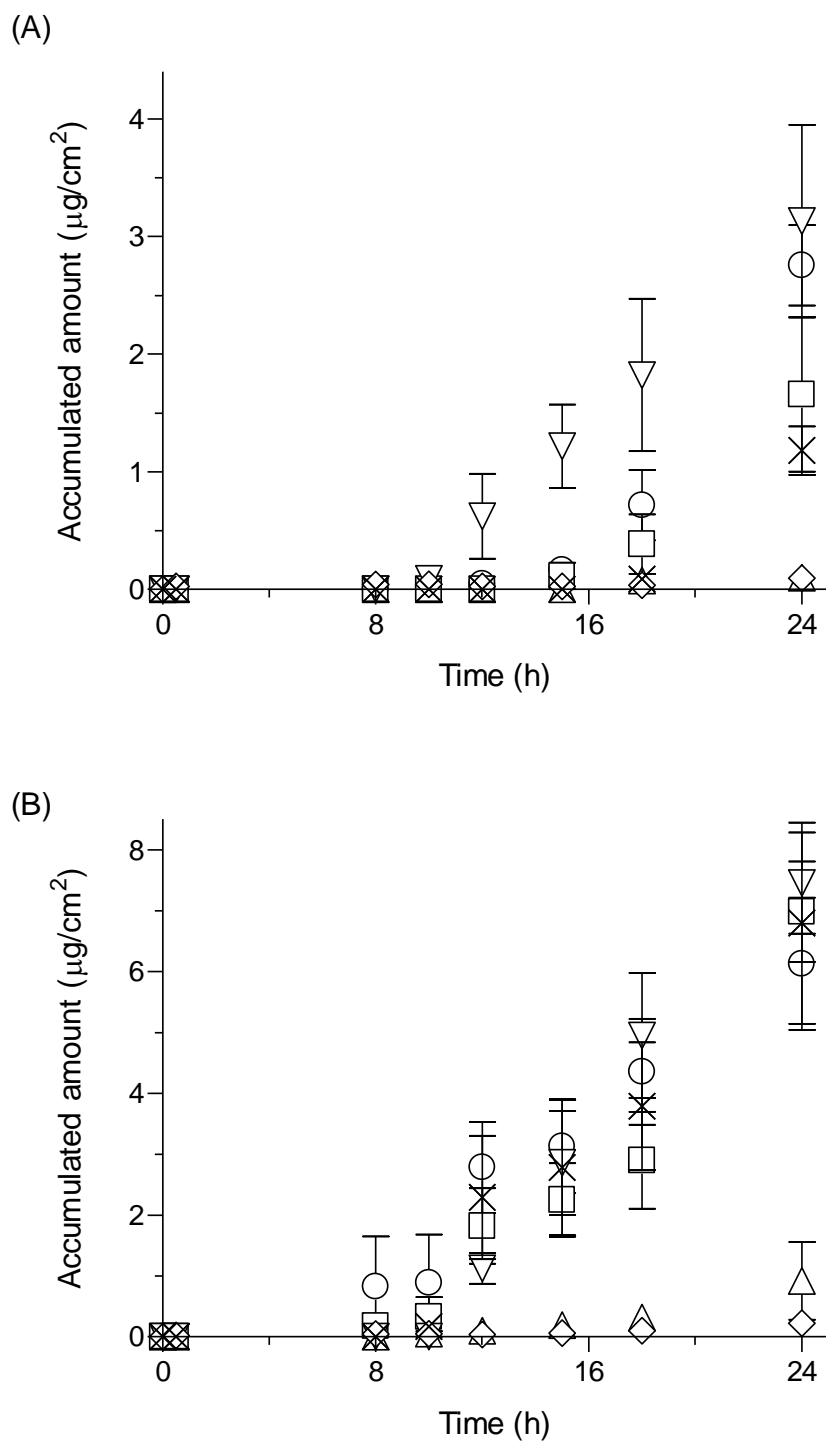 (A)
Accumulated amount (μg/cm²)
4
3
2
1
0
0 8 16 24
Time (h)
(B)
Accumulated amount (μg/cm²)
8
6
4
2
0
0 8 16 24
Time (h)